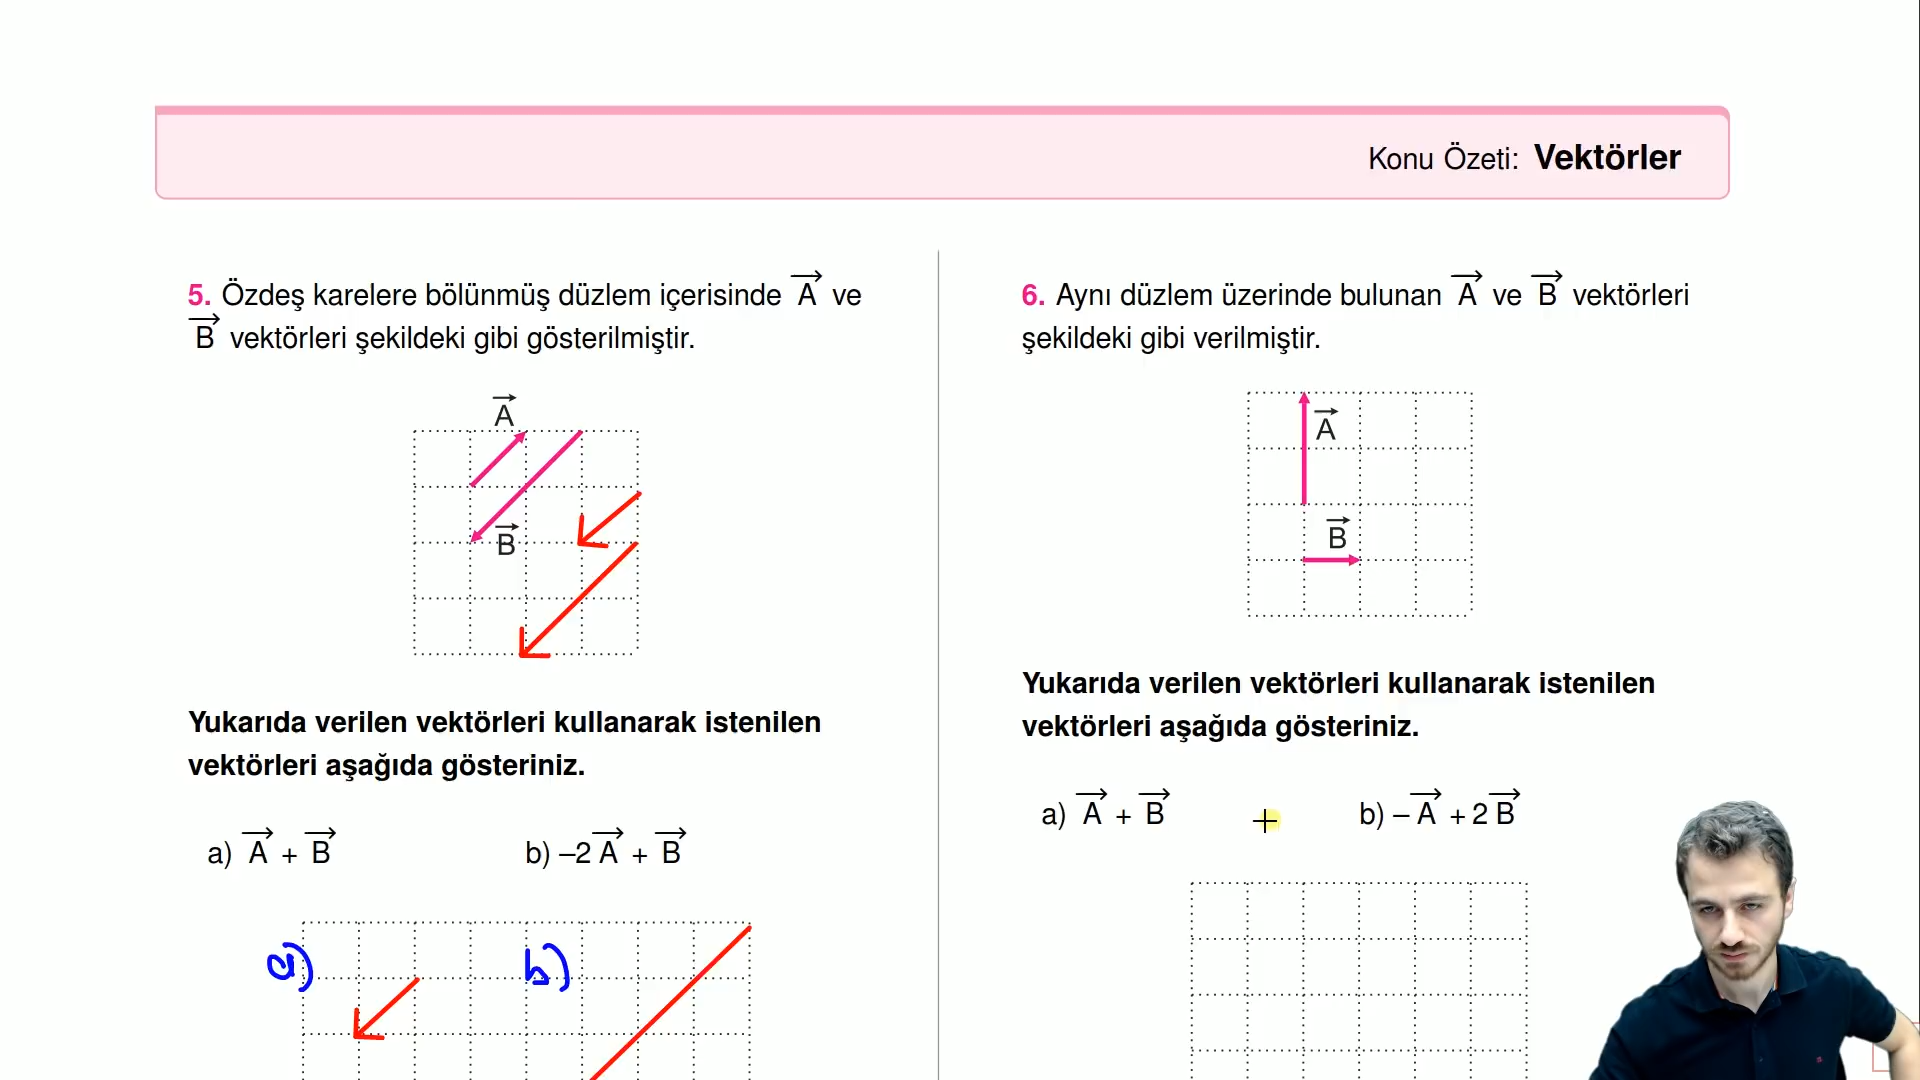 Konu Özeti: Vektörler
5. Özdeş karelere bölünmüş düzlem içerisinde A ve
B vektörleri şekildeki gibi gösterilmiştir.
A
B
Yukarıda verilen vektörleri kullanarak istenilen
vektörleri aşağıda gösteriniz.
a) A + B
b) –2A + B
a)
b)
6. Aynı düzlem üzerinde bulunan A ve B vektörleri
şekildeki gibi verilmiştir.
A
B
Yukarıda verilen vektörleri kullanarak istenilen
vektörleri aşağıda gösteriniz.
a) A + B
b) –A + 2B